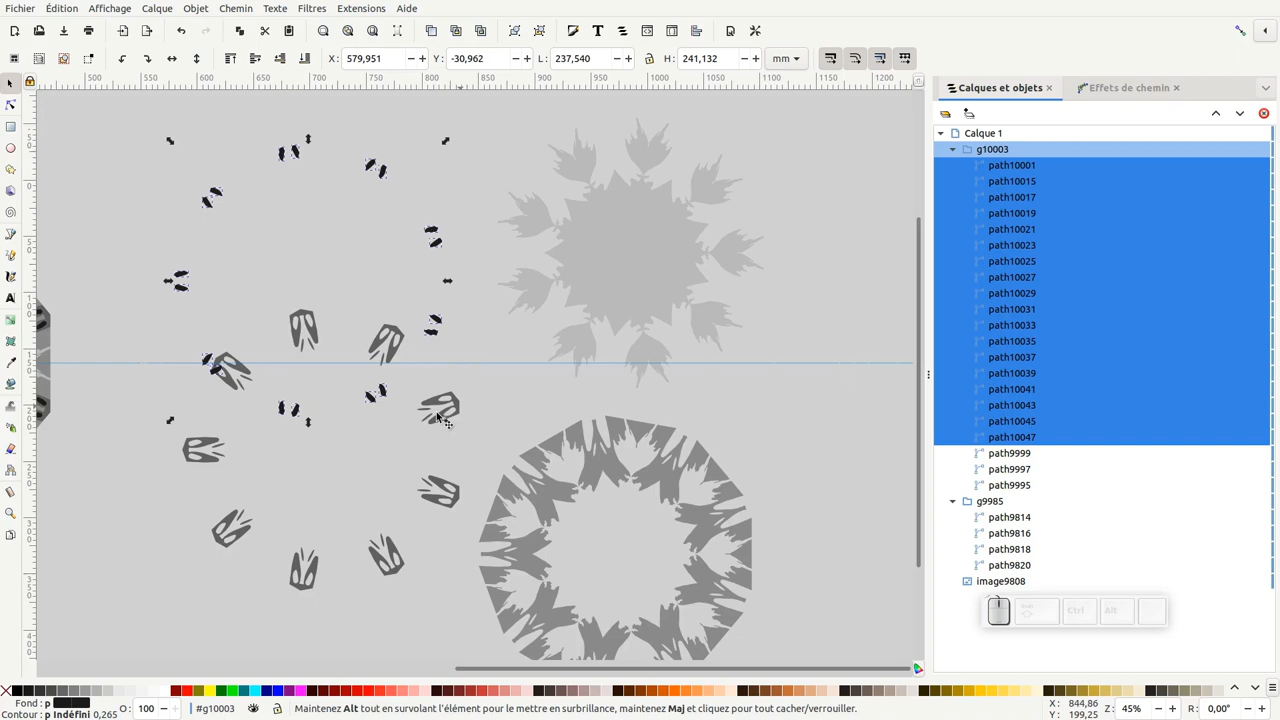 Fichier Édition Affichage Calque Objet Chemin Texte Filtres Extensions Aide
X: 579,951 Y: -30,962 L: 237,540 H: 241,132 mm
500 600 650 700 750 800 850 900 950 1000 1050 1100 1150 1200
Calques et objets Effets de chemin
Calque 1
g10003
path10001
path10015
path10017
path10019
path10021
path10023
path10025
path10027
path10029
path10031
path10033
path10035
path10037
path10039
path10041
path10043
path10045
path10047
path9999
path9997
path9995
g9985
path9814
path9816
path9818
path9820
image9808
Ctrl Alt
Fond : p
Contour : p Indéfini 0,265
O: 100
#g10003
Maintenez Alt tout en survolant l'élément pour le mettre en surbrillance, maintenez Maj et cliquez pour tout cacher/verrouiller.
X: 844,86
Y: 199,25
Z: 45% R: 0,00°